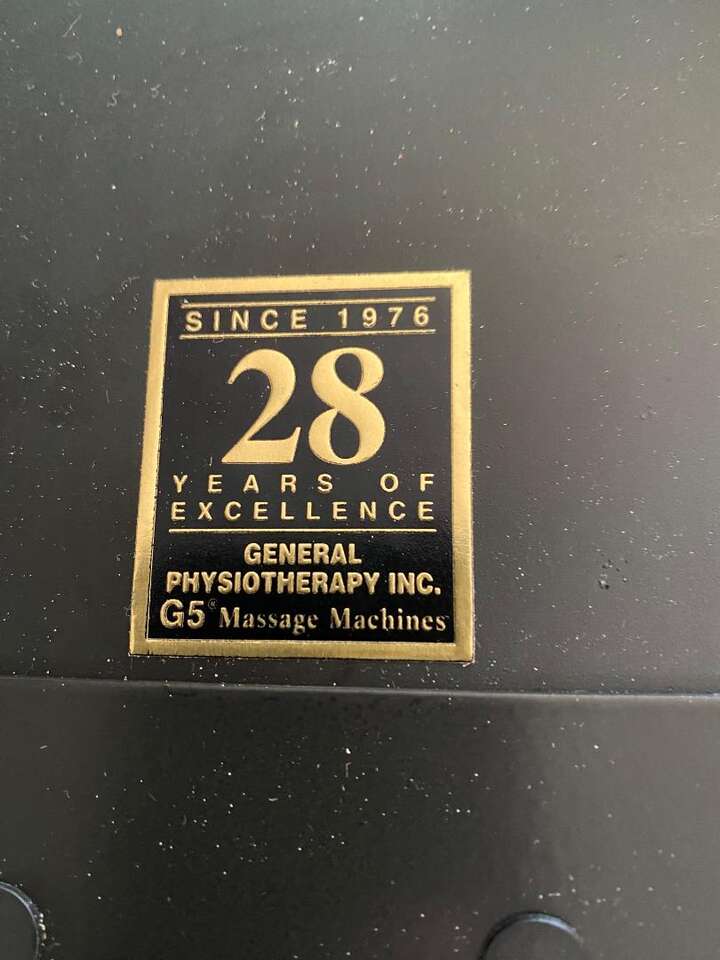 SINCE 1976
28
YEARS OF
EXCELLENCE
GENERAL
PHYSIOTHERAPY INC.
G5® Massage Machines